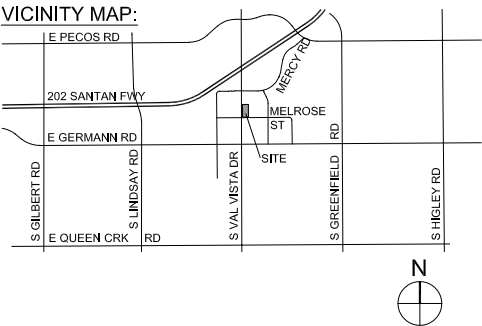 VICINITY MAP:
E PECOS RD
MERCY RD
202 SANTAN FWY
MELROSE
ST
E GERMANN RD
SITE
S GILBERT RD
S LINDSAY RD
S VAL VISTA DR
S GREENFIELD RD
S HIGLEY RD
E QUEEN CRK RD
N